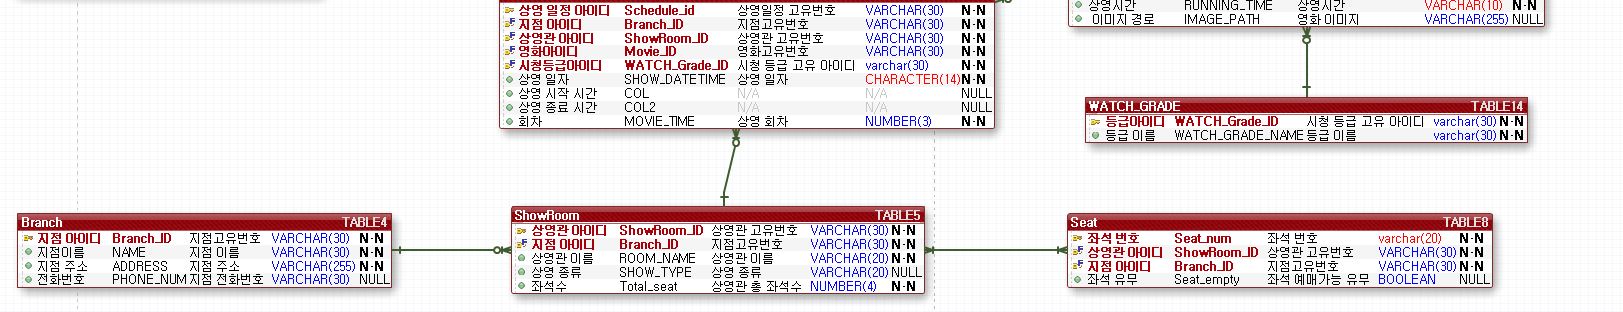 상영 일정 아이디 Schedule_id 상영일정 고유번호 VARCHAR(30) N-N
지점 아이디 Branch_ID 지점고유번호 VARCHAR(30) N-N
상영관 아이디 ShowRoom_ID 상영관 고유번호 VARCHAR(30) N-N
영화아이디 Movie_ID 영화고유번호 VARCHAR(30) N-N
시청등급아이디 WATCH_Grade_ID 시청 등급 고유 아이디 varchar(30) N-N
상영 일자 SHOW_DATETIME 상영 일자 CHARACTER(14) N-N
상영 시작 시간 COL N/A N/A NULL
상영 종료 시간 COL2 N/A N/A NULL
회차 MOVIE_TIME 상영 회차 NUMBER(3) N-N
상영시간 RUNNING_TIME 상영시간 VARCHAR(10) N-N
이미지 경로 IMAGE_PATH 영화 이미지 VARCHAR(255) NULL
WATCH_GRADE TABLE14
등급아이디 WATCH_Grade_ID 시청 등급 고유 아이디 varchar(30) N-N
등급 이름 WATCH_GRADE_NAME 등급 이름 varchar(30) N-N
Branch TABLE4
지점 아이디 Branch_ID 지점고유번호 VARCHAR(30) N-N
지점이름 NAME 지점 이름 VARCHAR(30) N-N
지점 주소 ADDRESS 지점 주소 VARCHAR(255) N-N
전화번호 PHONE_NUM 지점 전화번호 VARCHAR(30) NULL
ShowRoom TABLE5
상영관 아이디 ShowRoom_ID 상영관 고유번호 VARCHAR(30) N-N
지점 아이디 Branch_ID 지점고유번호 VARCHAR(30) N-N
상영관 이름 ROOM_NAME 상영관 이름 VARCHAR(20) N-N
상영 종류 SHOW_TYPE 상영 종류 VARCHAR(20) NULL
좌석수 Total_seat 상영관 총 좌석수 NUMBER(4) N-N
Seat TABLE8
좌석 번호 Seat_num 좌석 번호 varchar(20) N-N
상영관 아이디 ShowRoom_ID 상영관 고유번호 VARCHAR(30) N-N
지점 아이디 Branch_ID 지점고유번호 VARCHAR(30) N-N
좌석 유무 Seat_empty 좌석 예매가능 유무 BOOLEAN NULL